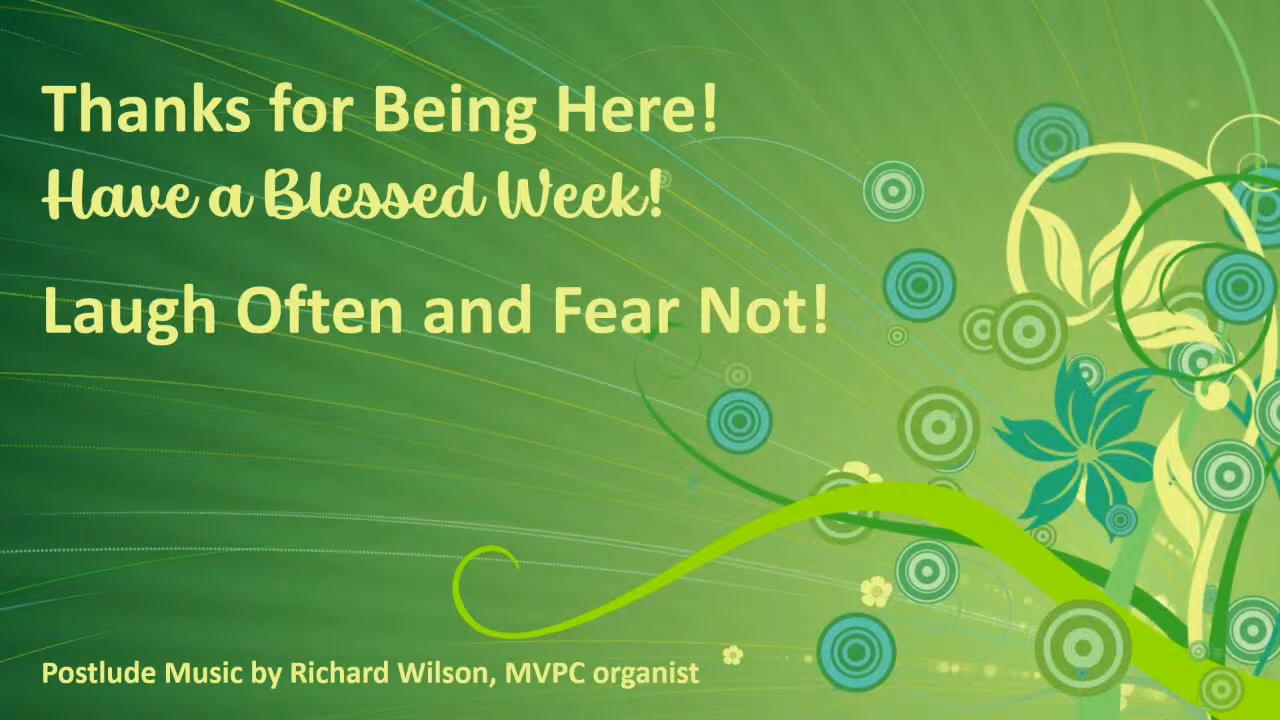 Thanks for Being Here!
Have a Blessed Week!
Laugh Often and Fear Not!
Postlude Music by Richard Wilson, MVPC organist